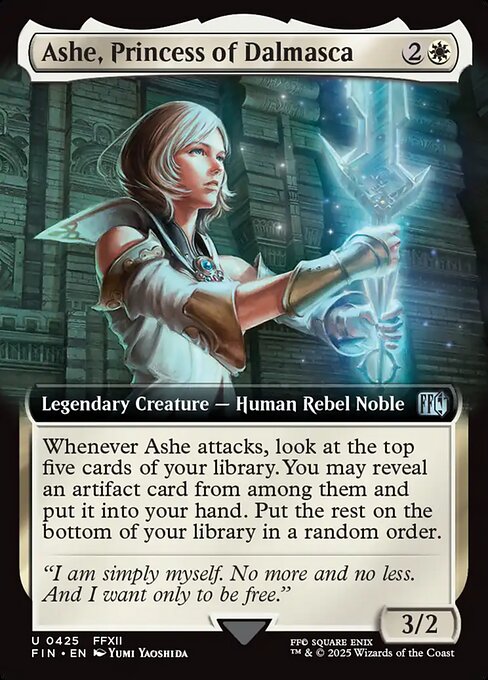 Ashe, Princess of Dalmasca 2
Legendary Creature — Human Rebel Noble
Whenever Ashe attacks, look at the top
five cards of your library. You may reveal
an artifact card from among them and
put it into your hand. Put the rest on the
bottom of your library in a random order.
“I am simply myself. No more and no less.
And I want only to be free.”
3/2
U 0425 FFXII
FIN • EN Yumi Yaoshida
FF© SQUARE ENIX
™ & © 2025 Wizards of the Coast